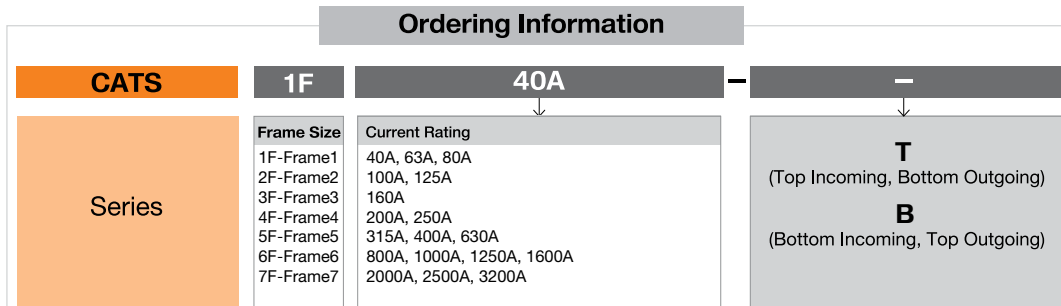 Ordering Information
CATS 1F 40A – –
Series
Frame Size Current Rating
1F-Frame1 40A, 63A, 80A
2F-Frame2 100A, 125A
3F-Frame3 160A
4F-Frame4 200A, 250A
5F-Frame5 315A, 400A, 630A
6F-Frame6 800A, 1000A, 1250A, 1600A
7F-Frame7 2000A, 2500A, 3200A
T
(Top Incoming, Bottom Outgoing)
B
(Bottom Incoming, Top Outgoing)